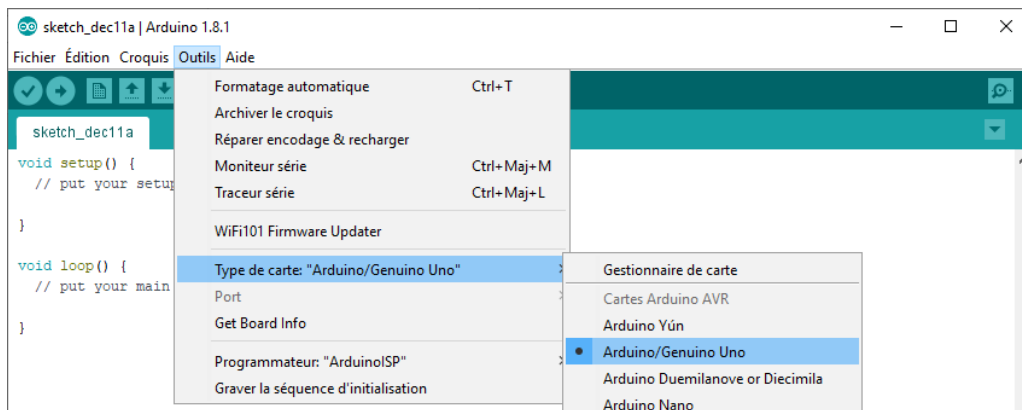 sketch_dec11a | Arduino 1.8.1
Fichier Édition Croquis Outils Aide
sketch_dec11a
void setup() {
// put your setup
}
void loop() {
// put your main
}
Formatage automatique Ctrl+T
Archiver le croquis
Réparer encodage & recharger
Moniteur série Ctrl+Maj+M
Traceur série Ctrl+Maj+L
WiFi101 Firmware Updater
Type de carte: "Arduino/Genuino Uno"
Port
Get Board Info
Programmateur: "ArduinoISP"
Graver la séquence d'initialisation
Gestionnaire de carte
Cartes Arduino AVR
Arduino Yún
Arduino/Genuino Uno
Arduino Duemilanove or Diecimila
Arduino Nano